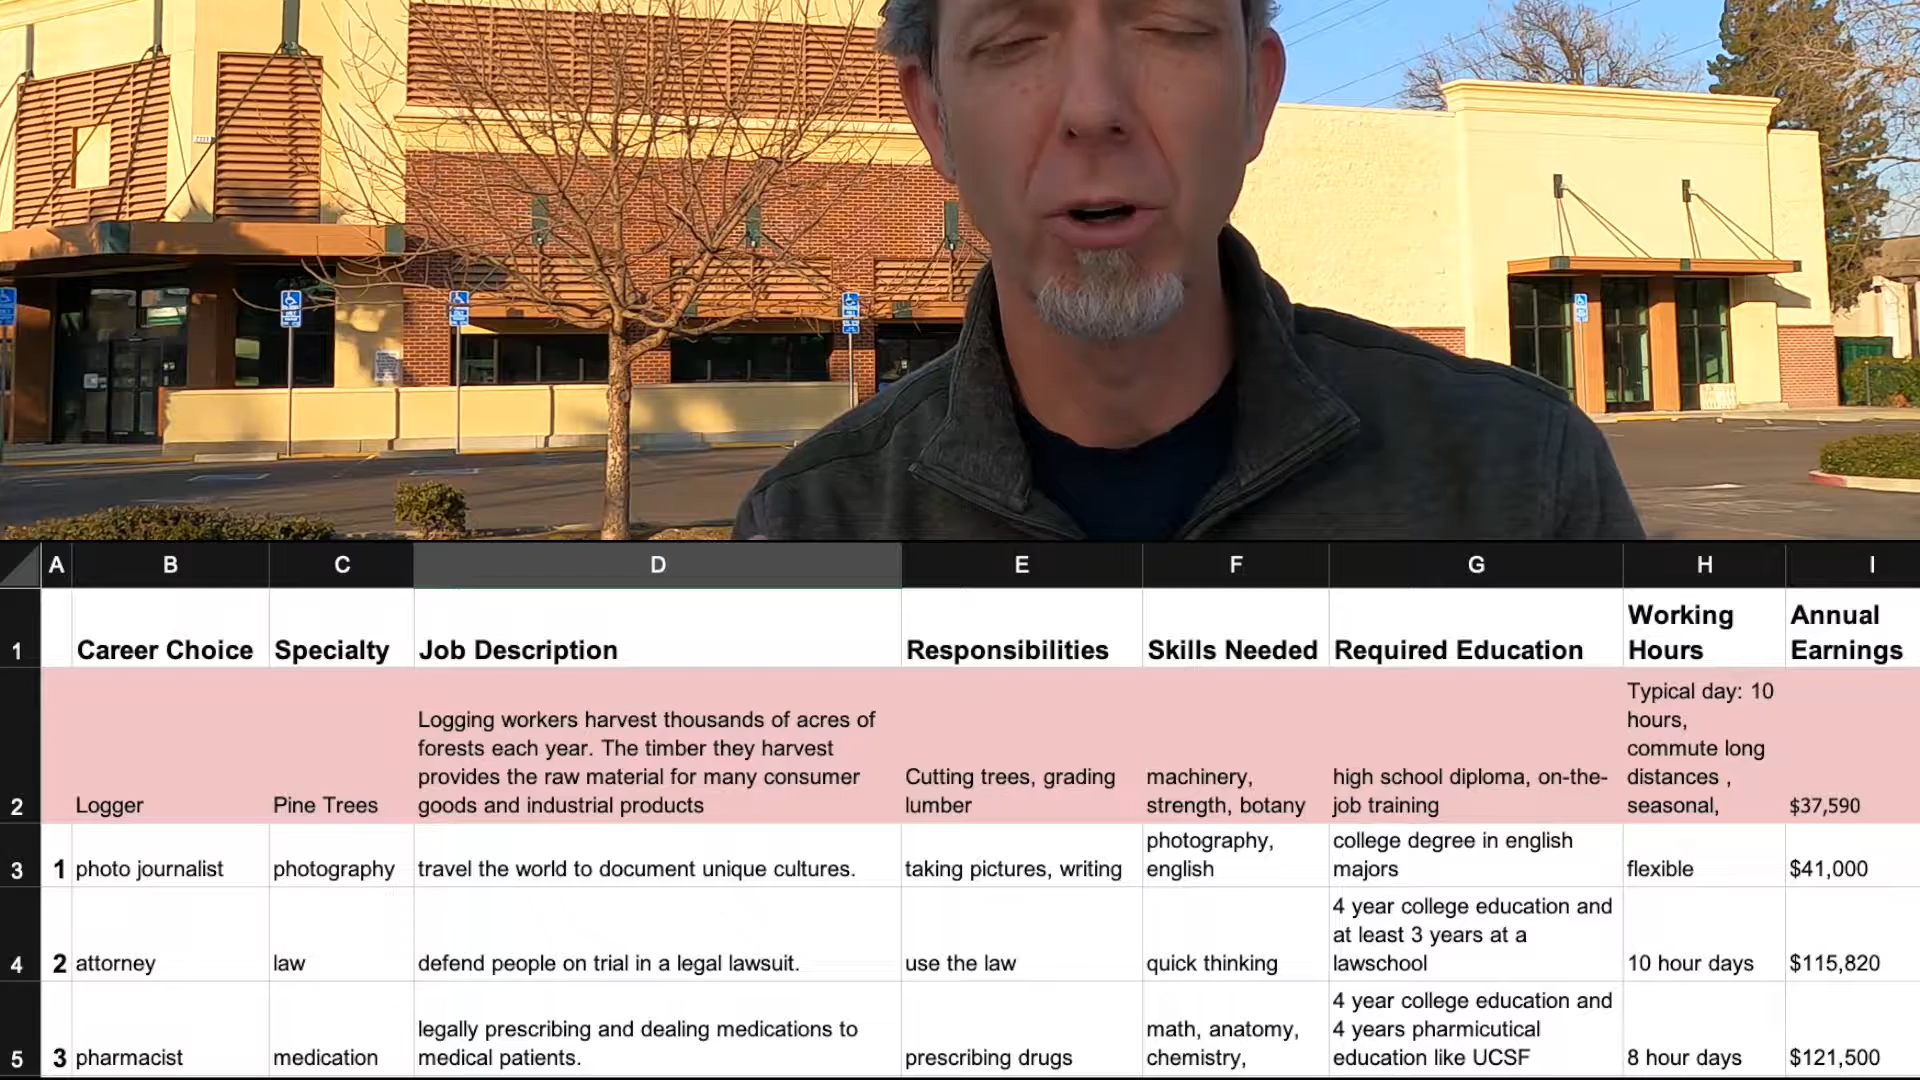 A B C D E F G H I
1 Career Choice Specialty Job Description Responsibilities Skills Needed Required Education Working Hours Annual Earnings
2 Logger Pine Trees Logging workers harvest thousands of acres of forests each year. The timber they harvest provides the raw material for many consumer goods and industrial products Cutting trees, grading lumber machinery, strength, botany high school diploma, on-the-job training Typical day: 10 hours, commute long distances , seasonal, $37,590
3 1 photo journalist photography travel the world to document unique cultures. taking pictures, writing photography, english college degree in english majors flexible $41,000
4 2 attorney law defend people on trial in a legal lawsuit. use the law quick thinking 4 year college education and at least 3 years at a lawschool 10 hour days $115,820
5 3 pharmacist medication legally prescribing and dealing medications to medical patients. prescribing drugs math, anatomy, chemistry, 4 year college education and 4 years pharmicutical education like UCSF 8 hour days $121,500